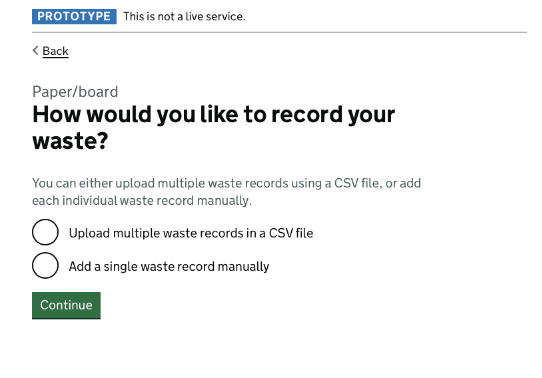 PROTOTYPE This is not a live service.
Back
Paper/board
How would you like to record your
waste?
You can either upload multiple waste records using a CSV file, or add
each individual waste record manually.
Upload multiple waste records in a CSV file
Add a single waste record manually
Continue